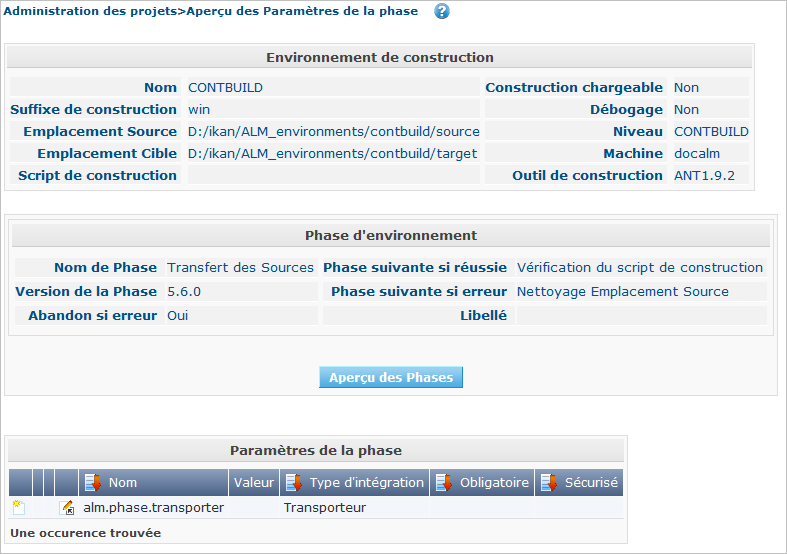 Administration des projets>Aperçu des Paramètres de la phase ?
Environnement de construction
Nom CONTBUILD Construction chargeable Non
Suffixe de construction win Débogage Non
Emplacement Source D:/ikan/ALM_environments/contbuild/source Niveau CONTBUILD
Emplacement Cible D:/ikan/ALM_environments/contbuild/target Machine docalm
Script de construction Outil de construction ANT1.9.2
Phase d'environnement
Nom de Phase Transfert des Sources Phase suivante si réussie Vérification du script de construction
Version de la Phase 5.6.0 Phase suivante si erreur Nettoyage Emplacement Source
Abandon si erreur Oui Libellé
Aperçu des Phases
Paramètres de la phase
Nom Valeur Type d'intégration Obligatoire Sécurisé
alm.phase.transporter Transporteur
Une occurence trouvée